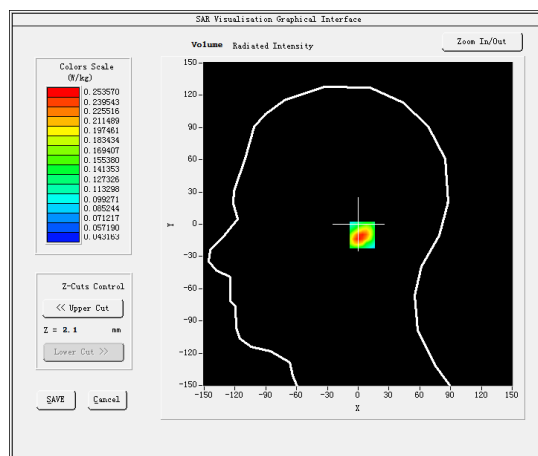 SAR Visualisation Graphical Interface
Volume Radiated Intensity
Zoom In/Out
Colors Scale
(W/kg)
0.253570
0.239543
0.225516
0.211489
0.197461
0.183434
0.169407
0.155380
0.141353
0.127326
0.113298
0.099271
0.085244
0.071217
0.057190
0.043163
Z-Cuts Control
<< Upper Cut
Z = 2.1 mm
Lower Cut >>
SAVE Cancel
150
120
90
60
30
0
-30
-60
-90
-120
-150
Y
-150 -120 -90 -60 -30 0 30 60 90 120 150
X